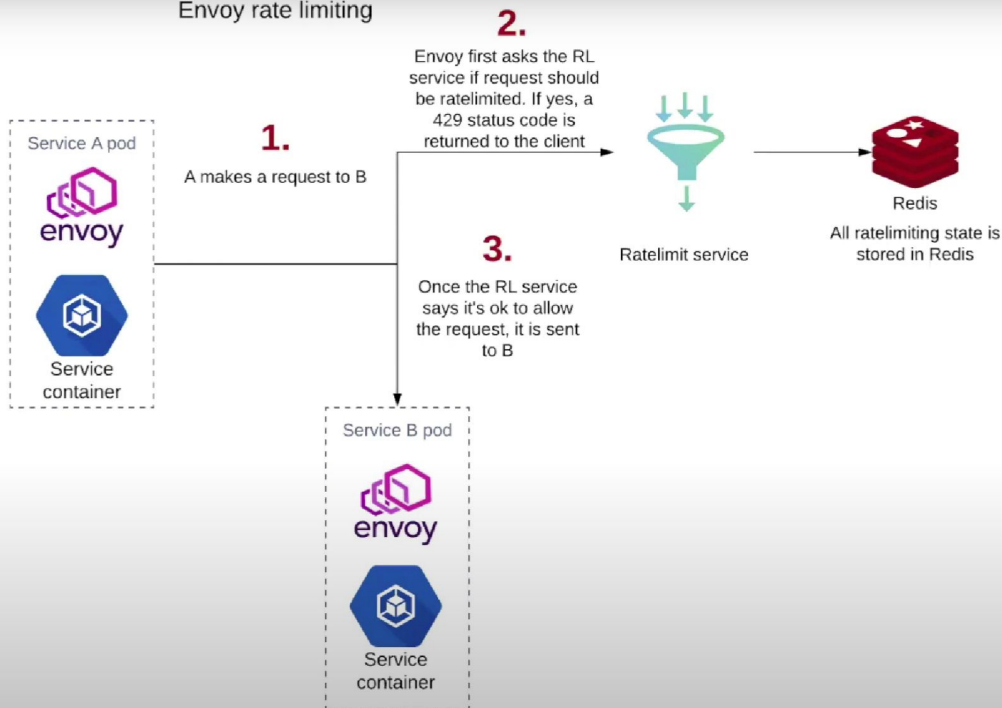 Envoy rate limiting
2.
Envoy first asks the RL
service if request should
be ratelimited. If yes, a
429 status code is
returned to the client
1.
A makes a request to B
Service A pod
envoy
Service
container
3.
Once the RL service
says it's ok to allow
the request, it is sent
to B
Ratelimit service
Redis
All ratelimiting state is
stored in Redis
Service B pod
envoy
Service
container